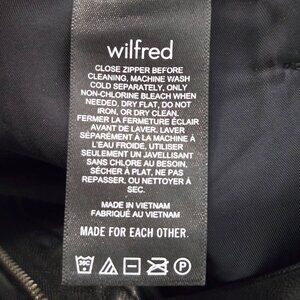 wilfred
CLOSE ZIPPER BEFORE
CLEANING, MACHINE WASH
COLD SEPARATELY, ONLY
NON-CHLORINE BLEACH WHEN
NEEDED, DRY FLAT, DO NOT
IRON, OR DRY CLEAN.
FERMER LA FERMETURE ÉCLAIR
AVANT DE LAVER. LAVER
SÉPARÉMENT À LA MACHINE À
L'EAU FROIDE, UTILISER
SEULEMENT UN JAVELLISANT
SANS CHLORE AU BESOIN.
SÉCHER À PLAT, NE PAS
REPASSER, OU NETTOYER À
SEC.
MADE IN VIETNAM
FABRIQUÉ AU VIETNAM
MADE FOR EACH OTHER.
30C P